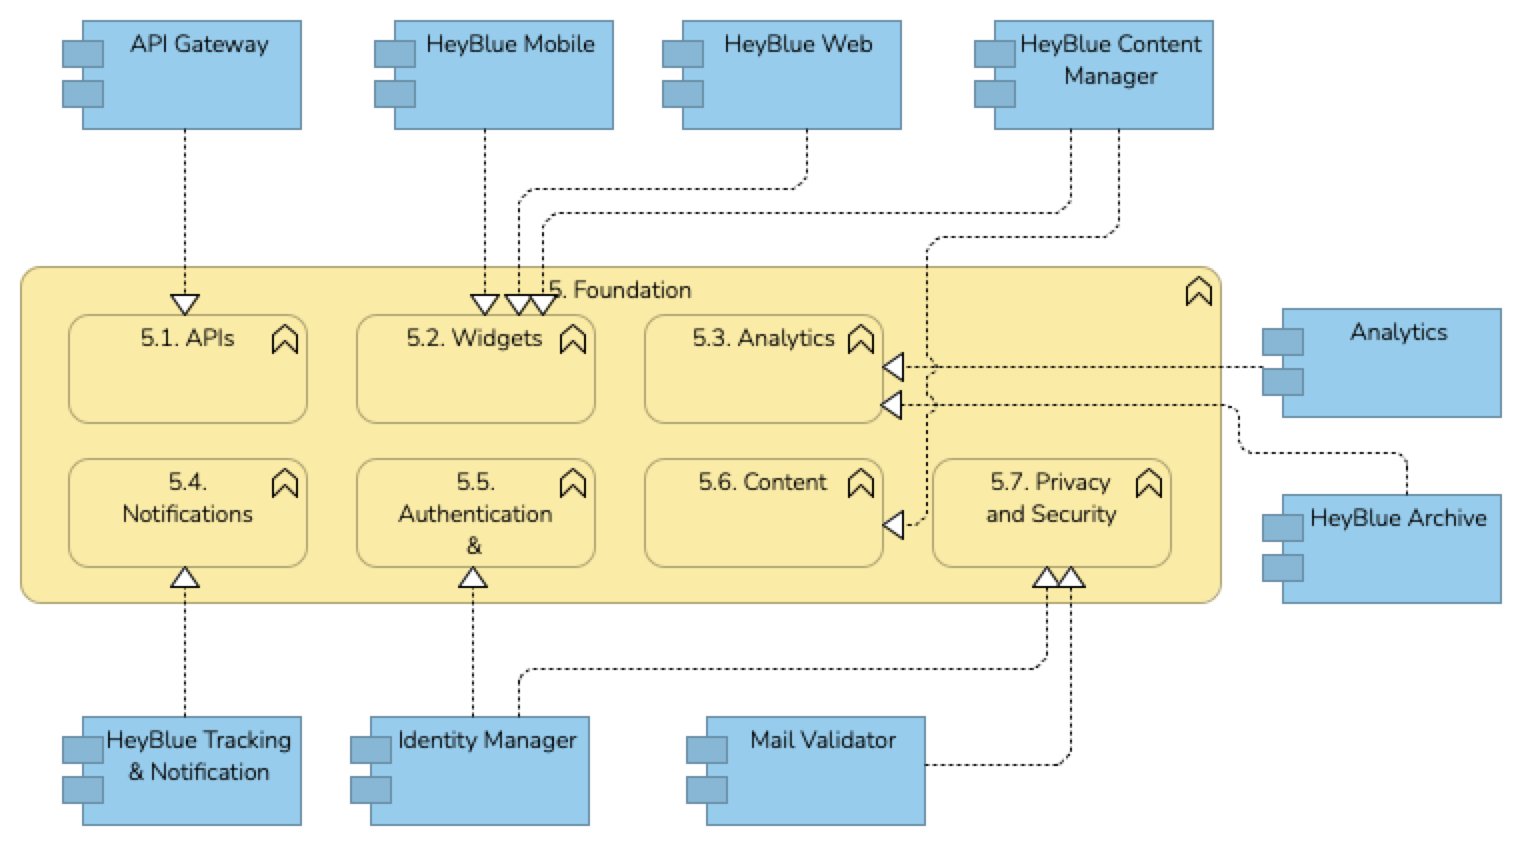 API Gateway
HeyBlue Mobile
HeyBlue Web
HeyBlue Content
Manager
5. Foundation
5.1. APIs
5.2. Widgets
5.3. Analytics
Analytics
5.4.
Notifications
5.5.
Authentication
&
5.6. Content
5.7. Privacy
and Security
HeyBlue Archive
HeyBlue Tracking
& Notification
Identity Manager
Mail Validator